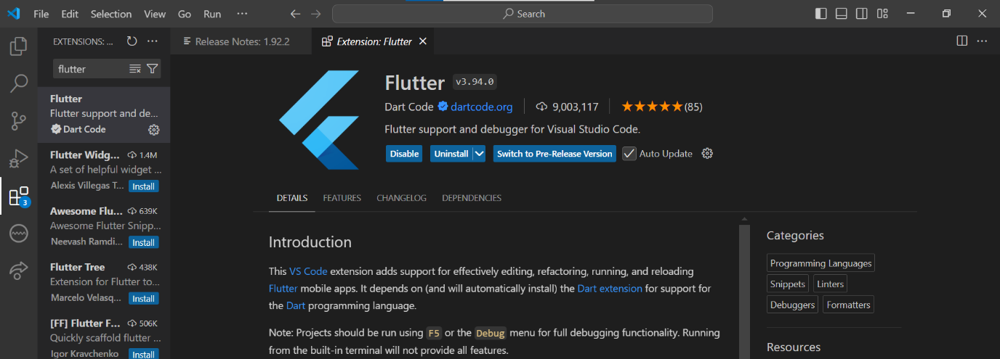 File Edit Selection View Go Run ··· Search
EXTENSIONS: ...
flutter
Flutter
Flutter support and de...
Dart Code
Flutter Widg... 1.4M
A set of helpful widget ...
Alexis Villegas T... Install
Awesome Flu... 639K
Awesome Flutter Snipp...
Neevash Ramdi... Install
Flutter Tree 438K
Extension for Flutter to...
Marcelo Velasq... Install
[FF] Flutter F... 506K
Quickly scaffold flutter ...
Igor Kravchenko Install
3
Release Notes: 1.92.2 Extension: Flutter
Flutter v3.94.0
Dart Code dartcode.org 9,003,117 ★★★★★(85)
Flutter support and debugger for Visual Studio Code.
Disable Uninstall Switch to Pre-Release Version Auto Update
DETAILS FEATURES CHANGELOG DEPENDENCIES
Introduction
This VS Code extension adds support for effectively editing, refactoring, running, and reloading
Flutter mobile apps. It depends on (and will automatically install) the Dart extension for support for
the Dart programming language.
Note: Projects should be run using F5 or the Debug menu for full debugging functionality. Running
from the built-in terminal will not provide all features.
Categories
Programming Languages
Snippets Linters
Debuggers Formatters
Resources